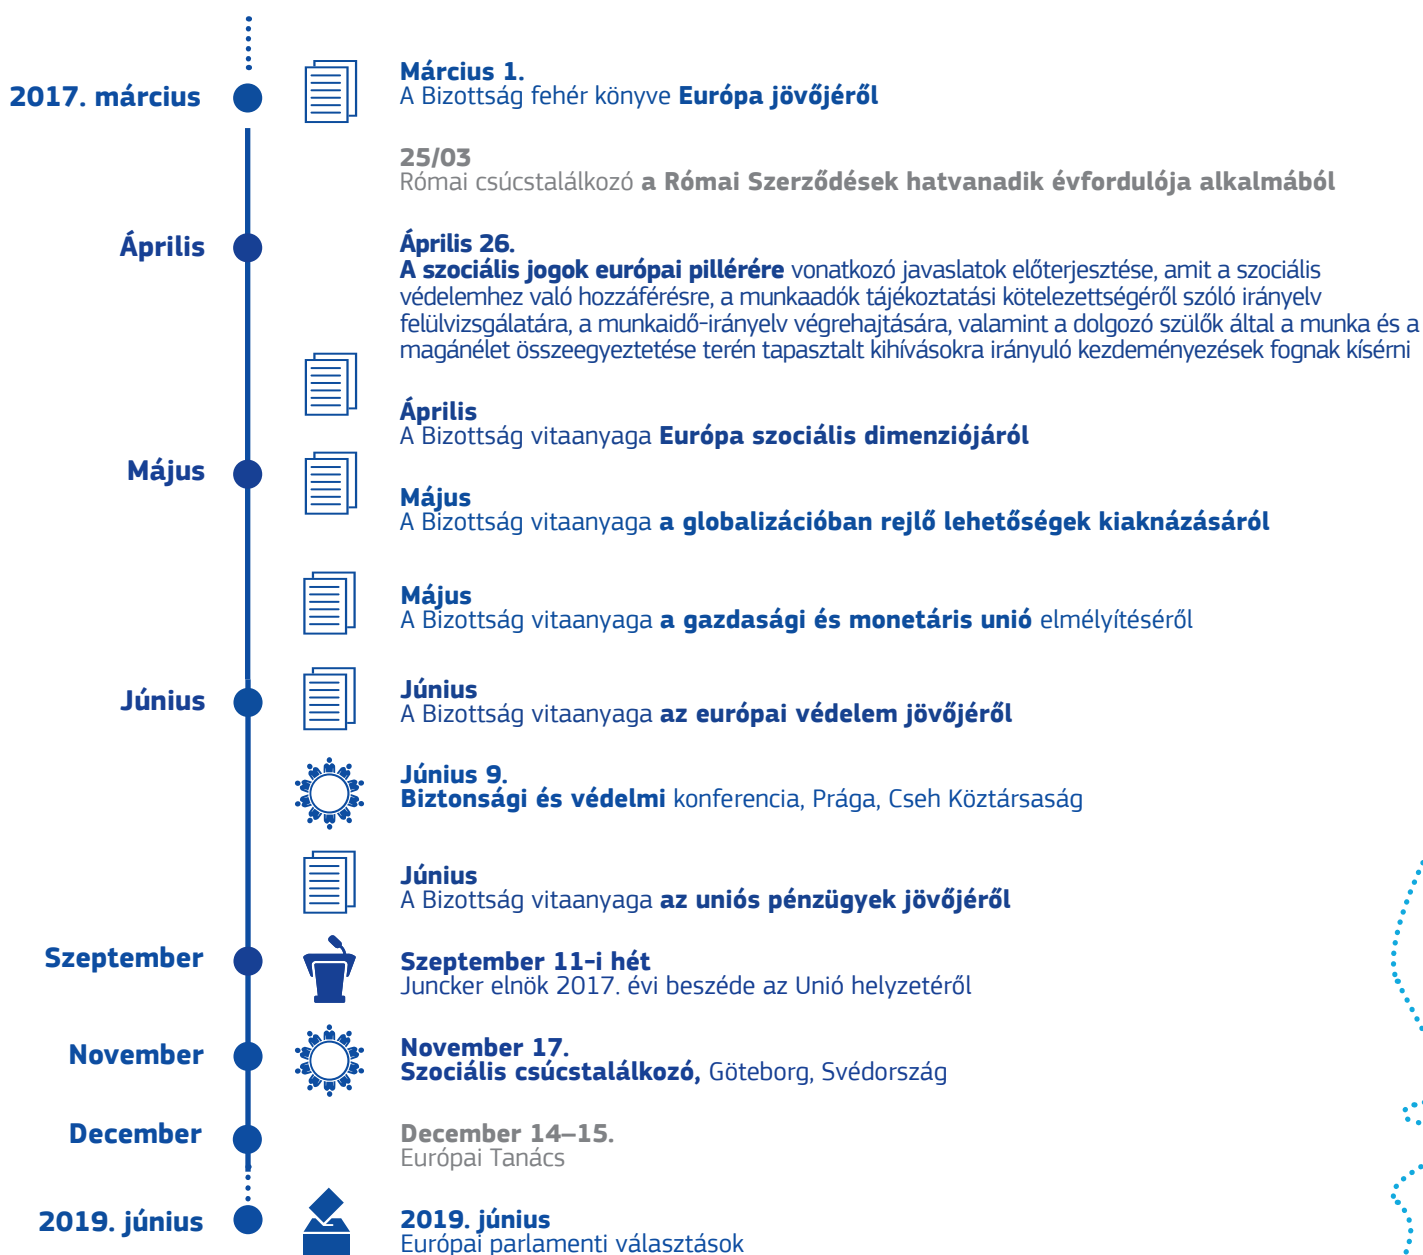 2017. március
Március 1.
A Bizottság fehér könyve Európa jövőjéről
25/03
Római csúcstalálkozó a Római Szerződések hatvanadik évfordulója alkalmából
Április
Április 26.
A szociális jogok európai pillérére vonatkozó javaslatok előterjesztése, amit a szociális
védelemhez való hozzáférésre, a munkaadók tájékoztatási kötelezettségéről szóló irányelv
felülvizsgálatára, a munkaidő-irányelv végrehajtására, valamint a dolgozó szülők által a munka és a
magánélet összeegyeztetése terén tapasztalt kihívásokra irányuló kezdeményezések fognak kísérni
Április
A Bizottság vitaanyaga Európa szociális dimenziójáról
Május
Május
A Bizottság vitaanyaga a globalizációban rejlő lehetőségek kiaknázásáról
Május
A Bizottság vitaanyaga a gazdasági és monetáris unió elmélyítéséről
Június
Június
A Bizottság vitaanyaga az európai védelem jövőjéről
Június 9.
Biztonsági és védelmi konferencia, Prága, Cseh Köztársaság
Június
A Bizottság vitaanyaga az uniós pénzügyek jövőjéről
Szeptember
Szeptember 11-i hét
Juncker elnök 2017. évi beszéde az Unió helyzetéről
November
November 17.
Szociális csúcstalálkozó, Göteborg, Svédország
December
December 14–15.
Európai Tanács
2019. június
2019. június
Európai parlamenti választások